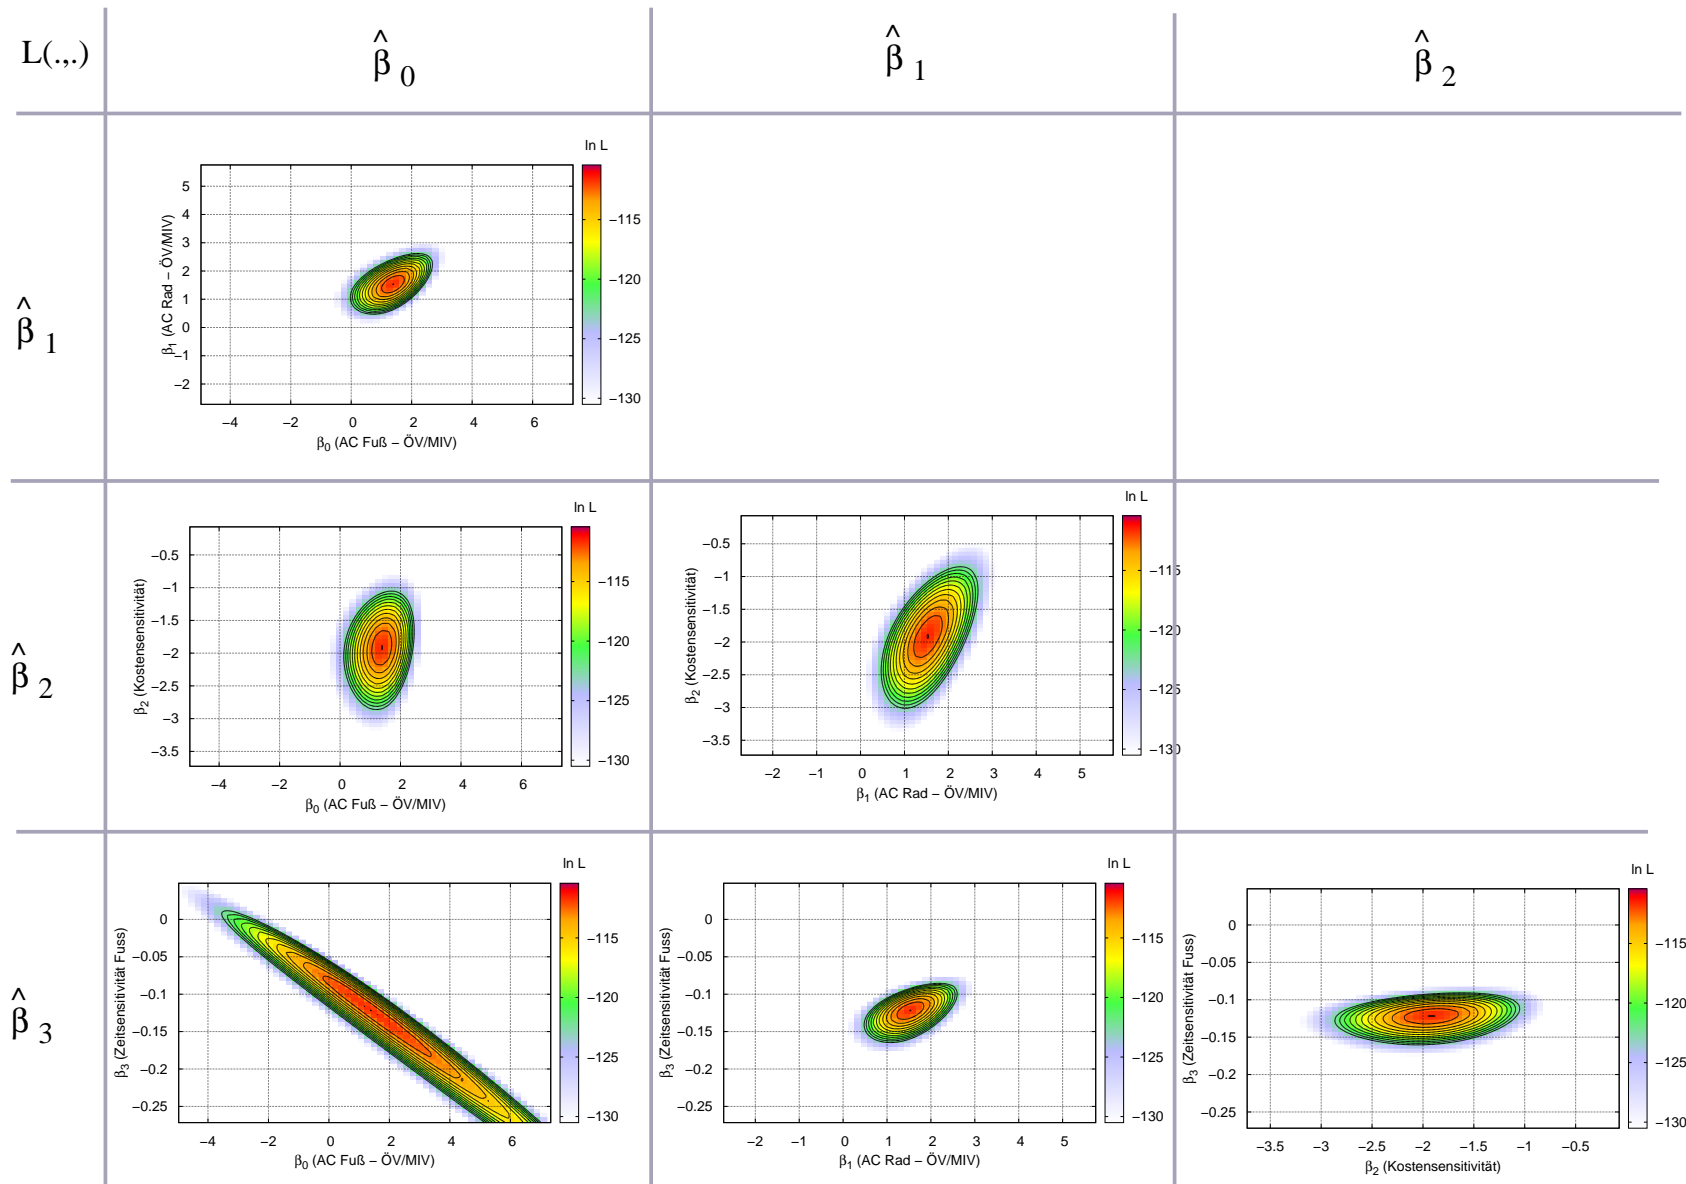 L(.,.)
β̂ 0
β̂ 1
β̂ 2
β̂ 1
ln L
5
4
3
2
1
0
−1
−2
−4 −2 0 2 4 6
β1 (AC Rad − ÖV/MIV)
β0 (AC Fuß − ÖV/MIV)
−115
−120
−125
−130
β̂ 2
ln L
−0.5
−1
−1.5
−2
−2.5
−3
−3.5
−4 −2 0 2 4 6
β2 (Kostensensitivität)
β0 (AC Fuß − ÖV/MIV)
−115
−120
−125
−130
ln L
−0.5
−1
−1.5
−2
−2.5
−3
−3.5
−2 −1 0 1 2 3 4 5
β2 (Kostensensitivität)
β1 (AC Rad − ÖV/MIV)
−115
−120
−125
−130
β̂ 3
ln L
0
−0.05
−0.1
−0.15
−0.2
−0.25
−4 −2 0 2 4 6
β3 (Zeitsensitivität Fuss)
β0 (AC Fuß − ÖV/MIV)
−115
−120
−125
−130
ln L
0
−0.05
−0.1
−0.15
−0.2
−0.25
−2 −1 0 1 2 3 4 5
β3 (Zeitsensitivität Fuss)
β1 (AC Rad − ÖV/MIV)
−115
−120
−125
−130
ln L
0
−0.05
−0.1
−0.15
−0.2
−0.25
−3.5 −3 −2.5 −2 −1.5 −1 −0.5
β3 (Zeitsensitivität Fuss)
β2 (Kostensensitivität)
−115
−120
−125
−130